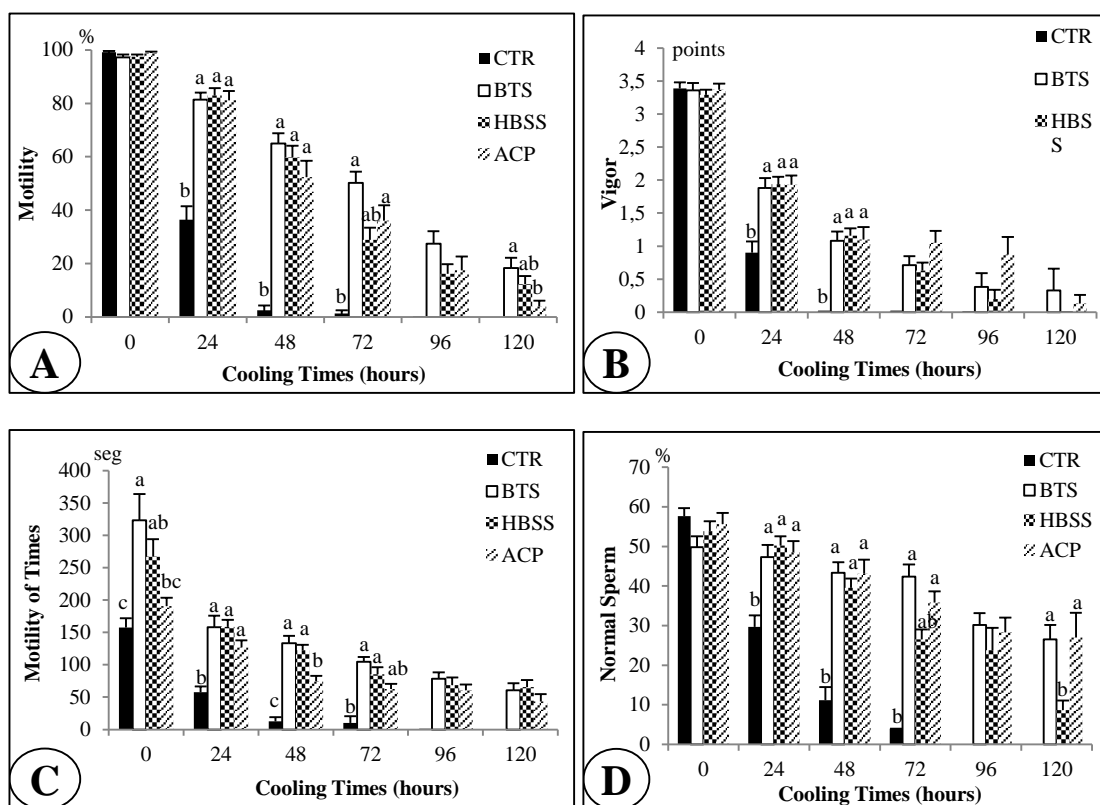 %
100
80
60
40
20
0
Motility
a a a
b
a
a
a
b
a
ab
a
b
a
ab
b
CTR
BTS
HBSS
ACP
0 24 48 72 96 120
Cooling Times (hours)
A
points
4
3,5
3
2,5
2
1,5
1
0,5
0
Vigor
a a a
b
a a a
b
CTR
BTS
HBS
S
0 24 48 72 96 120
Cooling Times (hours)
B
seg
400
350
300
250
200
150
100
50
0
Motility of Times
a
ab
bc
c
a a
a
b
a a
b
c
a
a
ab
b
CTR
BTS
HBSS
ACP
0 24 48 72 96 120
Cooling Times (hours)
C
%
70
60
50
40
30
20
10
0
Normal Sperm
a a a
b
a a a
b
a
ab
a
b
a
b
a
CTR
BTS
HBSS
ACP
0 24 48 72 96 120
Cooling Times (hours)
D